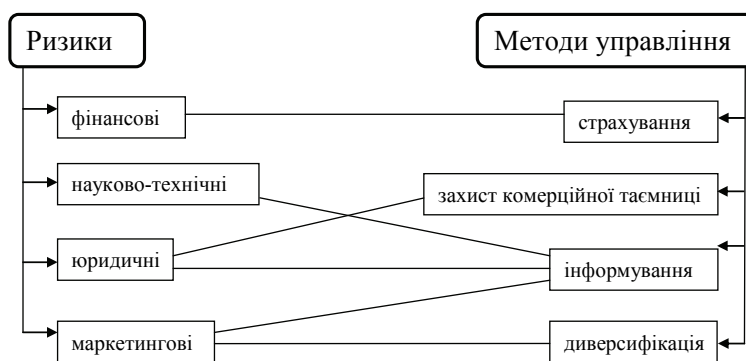 Ризики
Методи управління
фінансові
страхування
науково-технічні
захист комерційної таємниці
юридичні
інформування
маркетингові
диверсифікація